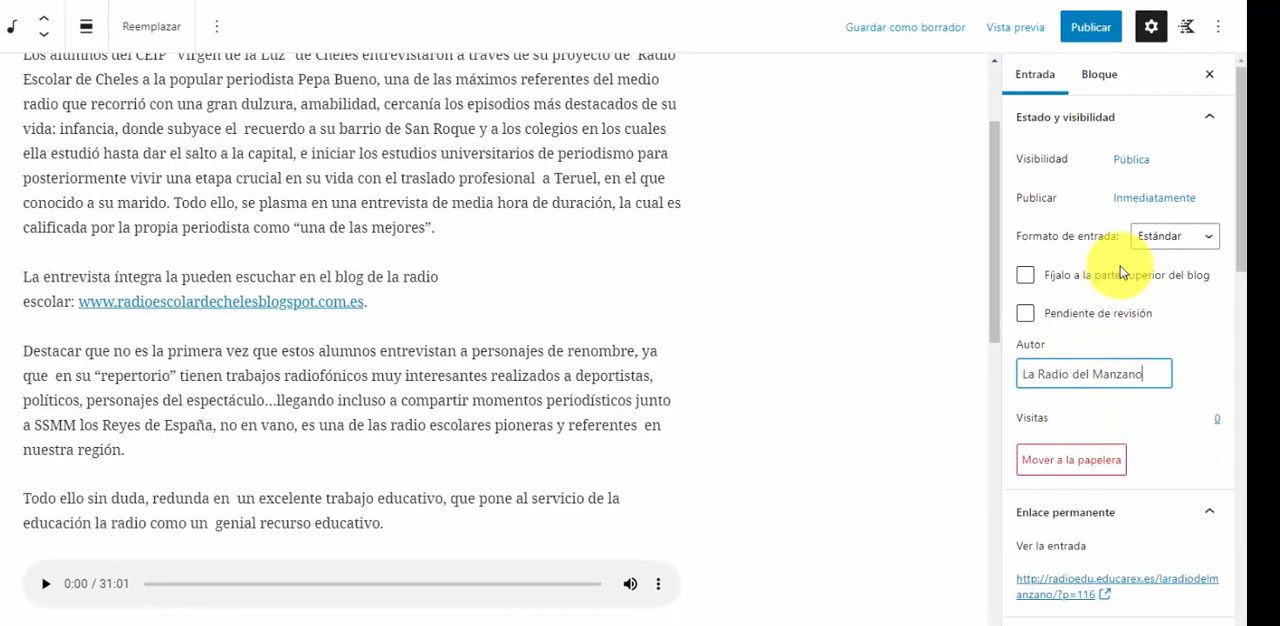 Reemplazar
Guardar como borrador
Vista previa
Publicar
Los alumnos del CEIP "Virgen de la Luz" de Cheles entrevistaron a través de su proyecto de Radio
Escolar de Cheles a la popular periodista Pepa Bueno, una de las máximos referentes del medio
radio que recorrió con una gran dulzura, amabilidad, cercanía los episodios más destacados de su
vida: infancia, donde subyace el recuerdo a su barrio de San Roque y a los colegios en los cuales
ella estudió hasta dar el salto a la capital, e iniciar los estudios universitarios de periodismo para
posteriormente vivir una etapa crucial en su vida con el traslado profesional a Teruel, en el que
conocido a su marido. Todo ello, se plasma en una entrevista de media hora de duración, la cual es
calificada por la propia periodista como “una de las mejores”.
La entrevista íntegra la pueden escuchar en el blog de la radio
escolar: www.radioescolardechelesblogspot.com.es.
Destacar que no es la primera vez que estos alumnos entrevistan a personajes de renombre, ya
que en su “repertorio” tienen trabajos radiofónicos muy interesantes realizados a deportistas,
políticos, personajes del espectáculo…llegando incluso a compartir momentos periodísticos junto
a SSMM los Reyes de España, no en vano, es una de las radio escolares pioneras y referentes en
nuestra región.
Todo ello sin duda, redunda en un excelente trabajo educativo, que pone al servicio de la
educación la radio como un genial recurso educativo.
0:00 / 31:01
Entrada
Bloque
Estado y visibilidad
Visibilidad
Pública
Publicar
Inmediatamente
Formato de entrada:
Estándar
Fíjalo a la parte superior del blog
Pendiente de revisión
Autor
La Radio del Manzano
Visitas
0
Mover a la papelera
Enlace permanente
Ver la entrada
http://radioedu.educarex.es/laradiodelm
anzano/?p=116